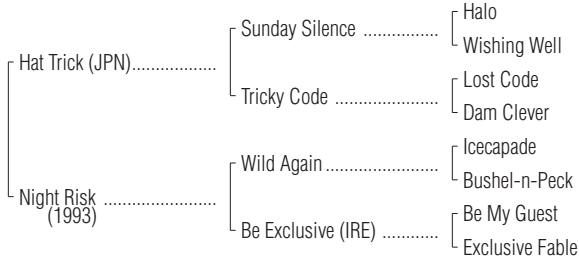 Halo
Sunday Silence ................
Wishing Well
Hat Trick (JPN)..................
Lost Code
Tricky Code ......................
Dam Clever
Icecapade
Wild Again........................
Bushel-n-Peck
Night Risk ........................
(1993)
Be My Guest
Be Exclusive (IRE) ............
Exclusive Fable